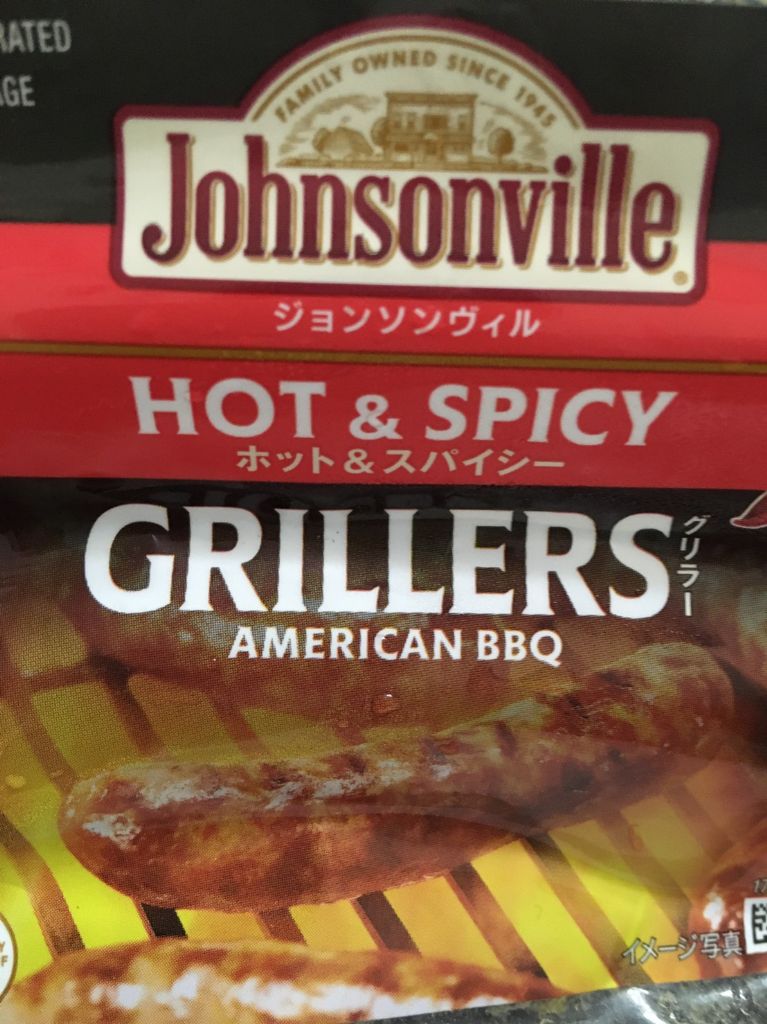 RATED
GE
FAMILY OWNED SINCE 1945
Johnsonville
ジョンソンヴィル
HOT & SPICY
ホット&スパイシー
GRILLERS
グリラー
AMERICAN BBQ
イメージ写真